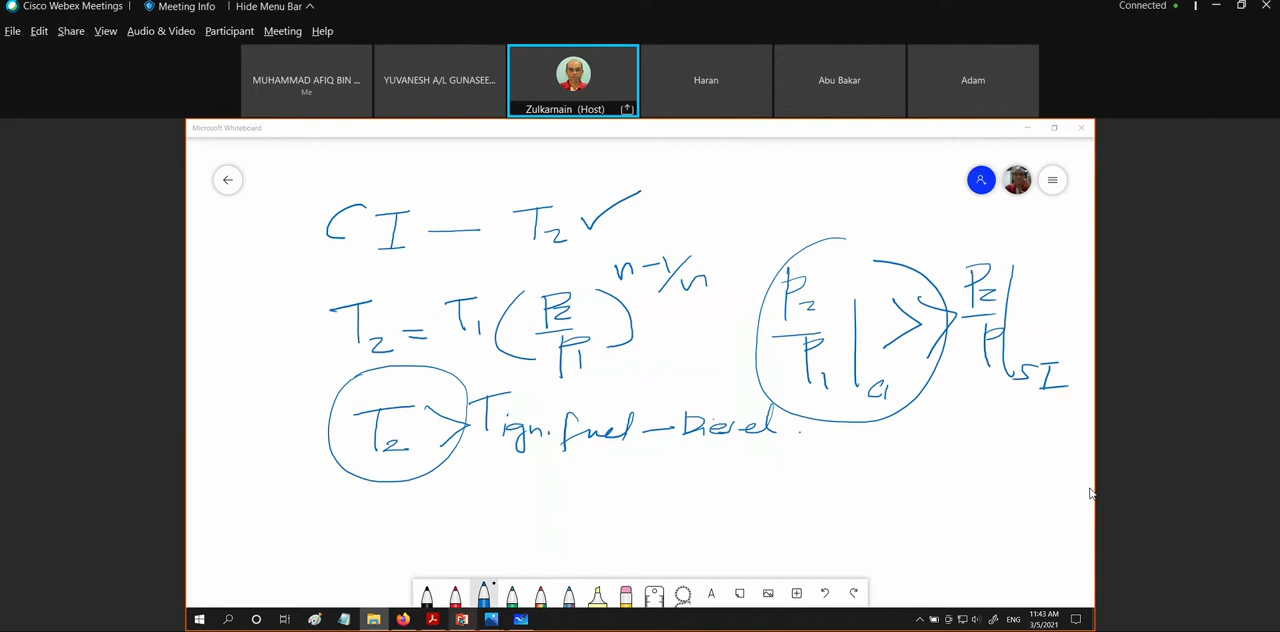 Cisco Webex Meetings | Meeting Info | Hide Menu Bar ^ Connected
File Edit Share View Audio & Video Participant Meeting Help
MUHAMMAD AFIQ BIN ... YUVANESH A/L GUNASEE... Haran Abu Bakar Adam
Me
Zulkarnain (Host)
Microsoft Whiteboard
CI — T2 ✓
T2 = T1 (P2/P1)^n-1/n
P2/P1 | CI >> P2/P | SI
T2 > Tign. fuel → Diesel.
A
ENG
11:43 AM
3/5/2021